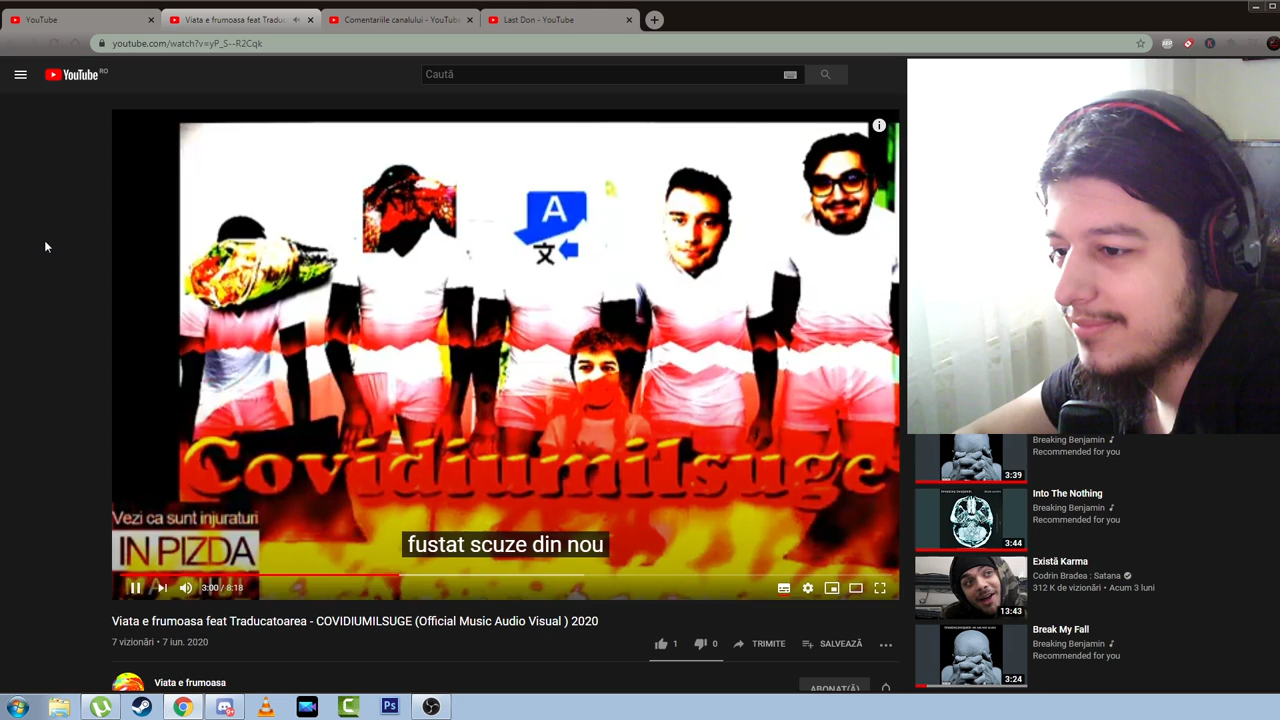 YouTube
Viata e frumoasa feat Traduc
Comentariile canalului - YouTube
Last Don - YouTube
youtube.com/watch?v=yP_S--R2Cqk
ABP
YouTube RO
Caută
A
文
Covidiumilsuge
Vezi ca sunt injuraturi
IN PIZDA
fustat scuze din nou
3:00 / 8:18
Viata e frumoasa feat Traducatoarea - COVIDIUMILSUGE (Official Music Audio Visual ) 2020
7 vizionări • 7 iun. 2020
1
0
TRIMITE
SALVEAZĂ
Viata e frumoasa
ABONAT(Ă)
Breaking Benjamin
Recommended for you
3:39
Into The Nothing
Breaking Benjamin
Recommended for you
3:44
Există Karma
Codrin Bradea : Satana
312 K de vizionări • Acum 3 luni
13:43
Break My Fall
Breaking Benjamin
Recommended for you
3:24
Ps